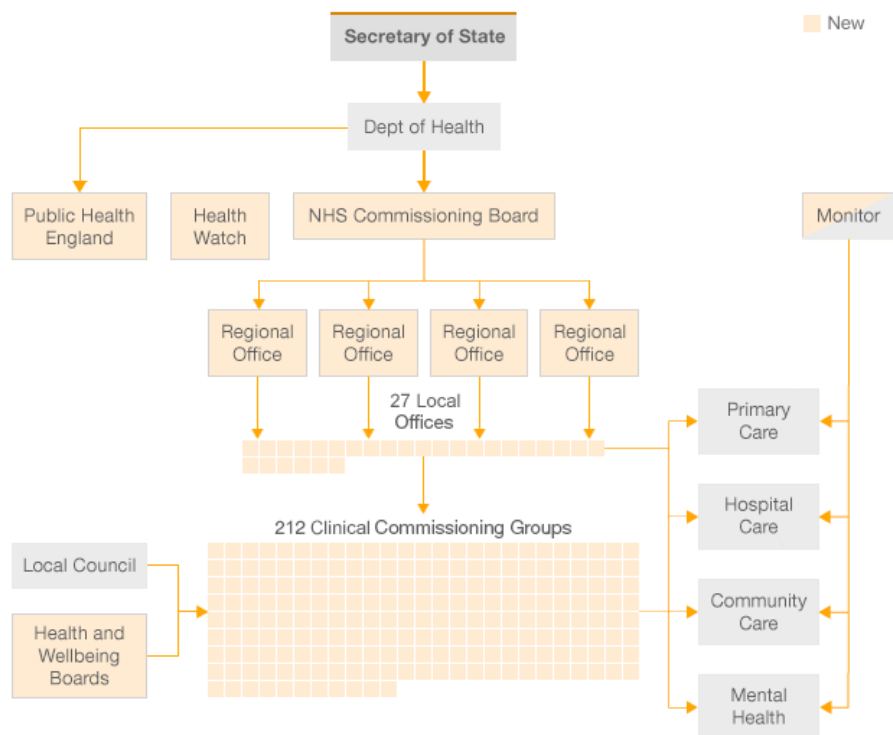 Secretary of State
New
Dept of Health
Public Health
England
Health
Watch
NHS Commissioning Board
Monitor
Regional
Office
Regional
Office
Regional
Office
Regional
Office
27 Local
Offices
Primary
Care
Hospital
Care
212 Clinical Commissioning Groups
Local Council
Community
Care
Health and
Wellbeing
Boards
Mental
Health